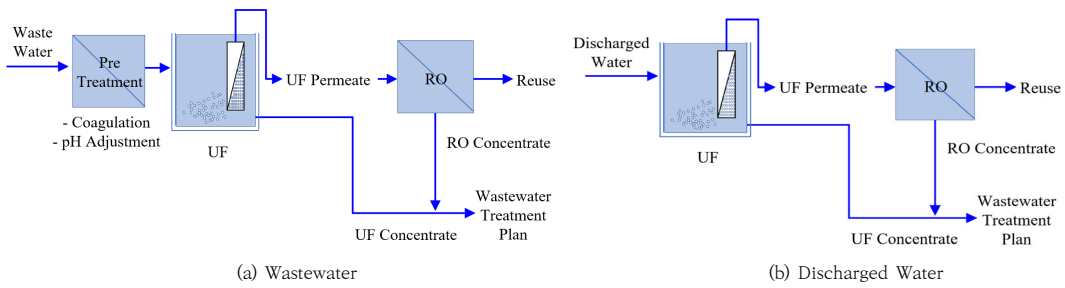 Waste
Water
Pre
Treatment
- Coagulation
- pH Adjustment
UF
UF Permeate
RO
Reuse
RO Concentrate
Wastewater
Treatment
Plan
UF Concentrate
(a) Wastewater
Discharged
Water
UF
UF Permeate
RO
Reuse
RO Concentrate
Wastewater
Treatment
Plan
UF Concentrate
(b) Discharged Water